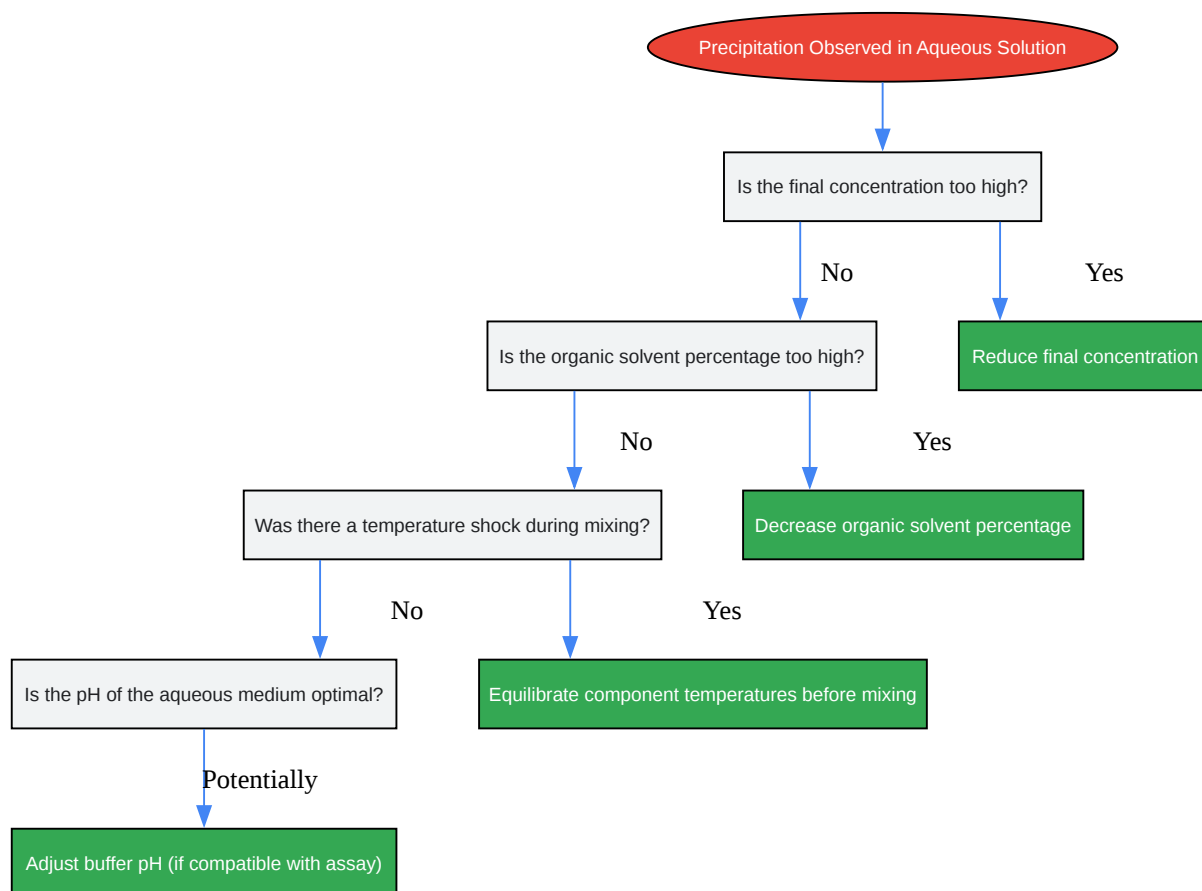 Precipitation Observed in Aqueous Solution
Is the final concentration too high?
No
Yes
Is the organic solvent percentage too high?
Reduce final concentration
No
Yes
Was there a temperature shock during mixing?
Decrease organic solvent percentage
No
Yes
Is the pH of the aqueous medium optimal?
Equilibrate component temperatures before mixing
Potentially
Adjust buffer pH (if compatible with assay)